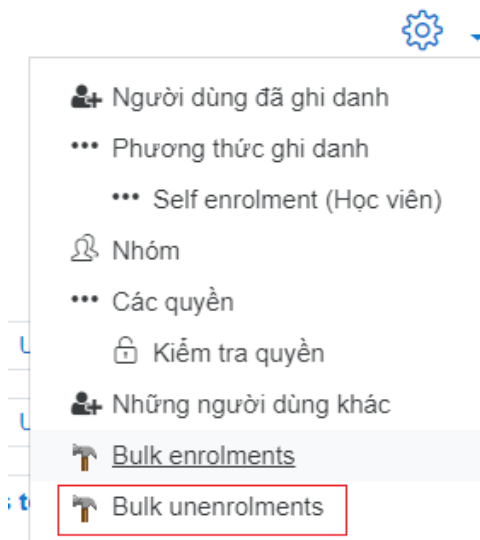 Người dùng đã ghi danh
Phương thức ghi danh
Self enrolment (Học viên)
Nhóm
Các quyền
Kiểm tra quyền
Những người dùng khác
Bulk enrolments
Bulk unenrolments